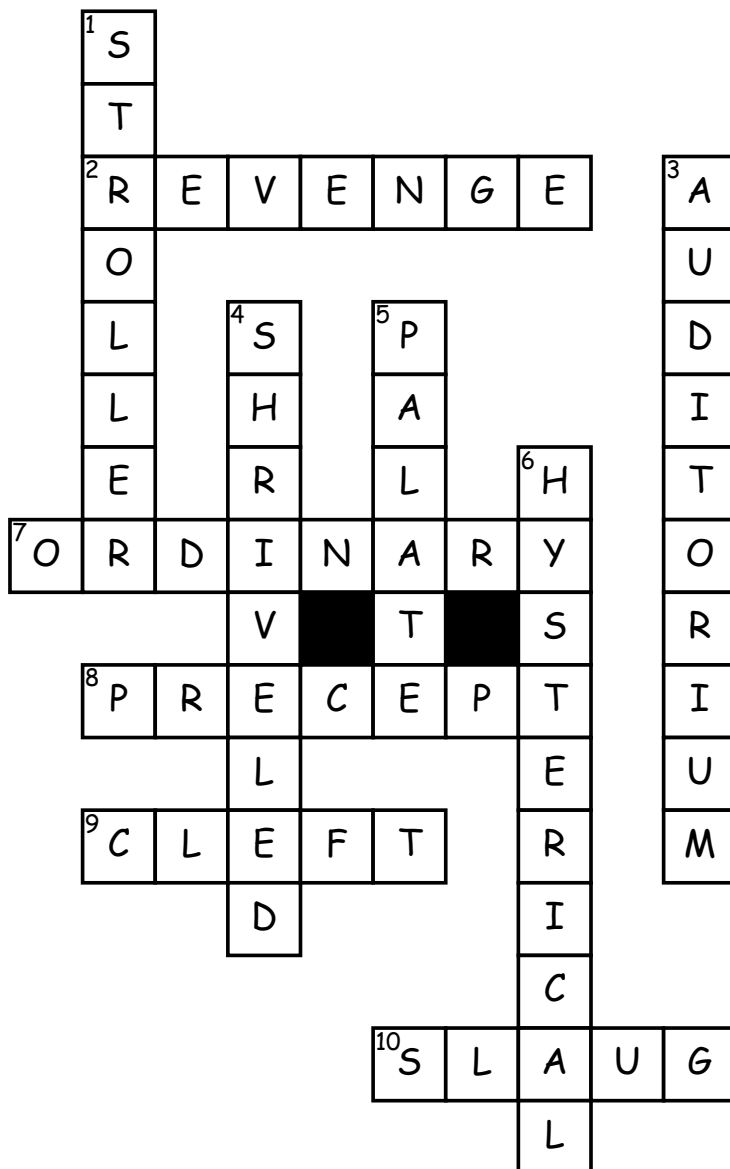 1 S
T
2 R E V E N G E 3 A
O U
L 4 S 5 P D
L H A I
E R L 6 H T
7 O R D I N A R Y O
V T S R
8 P R E C E P T I
L E U
9 C L E F T R M
D I
C
10 S L A U G
L